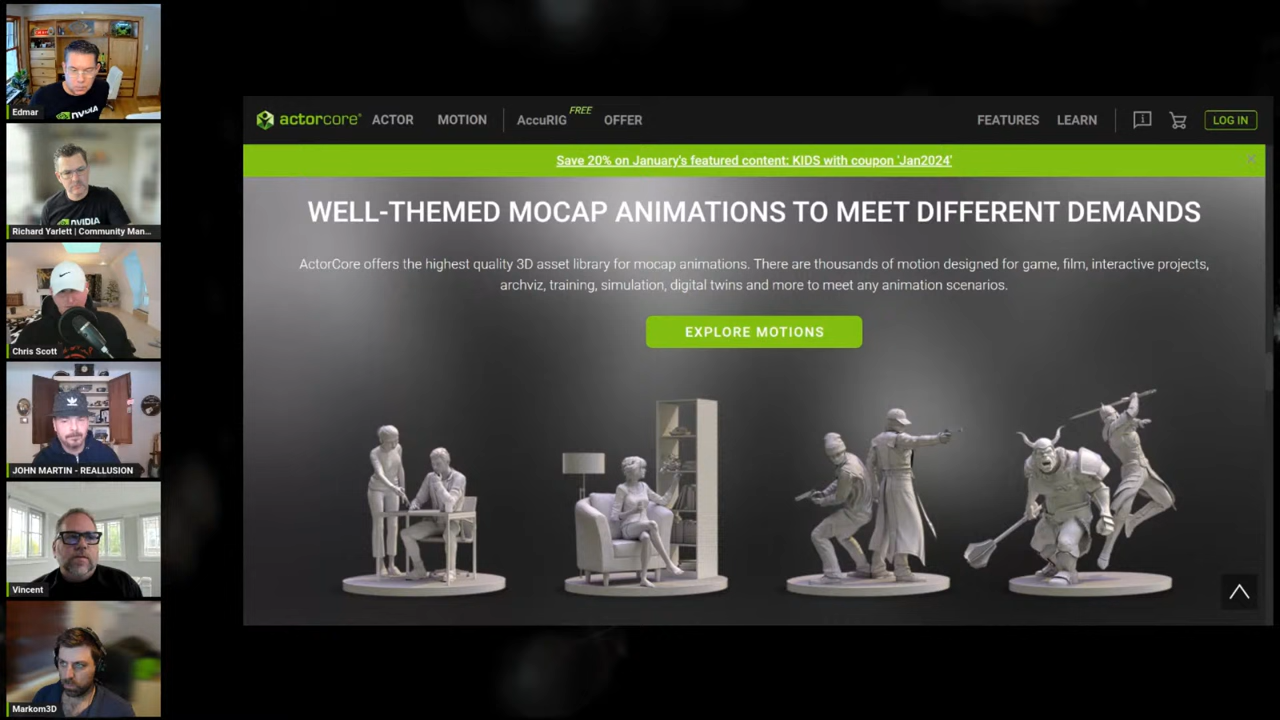 Edmar
NVIDIA
Richard Yarlett | Community Man...
NVIDIA
Chris Scott
JOHN MARTIN - REALLUSION
Vincent
Markom3D
actorcore®
ACTOR
MOTION
AccuRIG
FREE
OFFER
FEATURES
LEARN
LOG IN
Save 20% on January's featured content: KIDS with coupon 'Jan2024'
WELL-THEMED MOCAP ANIMATIONS TO MEET DIFFERENT DEMANDS
ActorCore offers the highest quality 3D asset library for mocap animations. There are thousands of motion designed for game, film, interactive projects,
archviz, training, simulation, digital twins and more to meet any animation scenarios.
EXPLORE MOTIONS